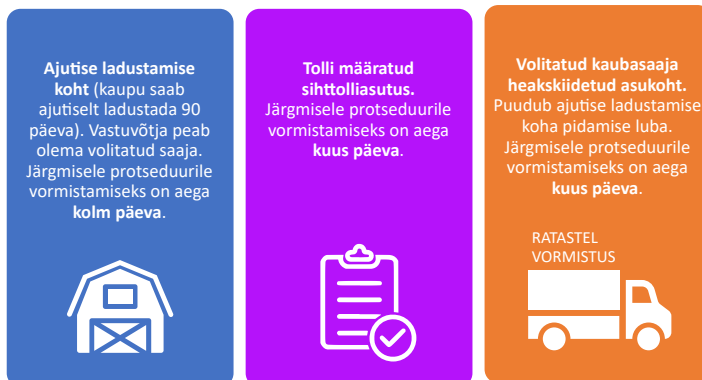 Ajutise ladustamise
koht (kaupu saab
ajutiselt ladustada 90
päeva). Vastuvõtja peab
olema volitatud saaja.
Järgmisele protseduurile
vormistamiseks on aega
kolm päeva.
Tolli määratud
sihttolliasutus.
Järgmisele protseduurile
vormistamiseks on aega
kuus päeva.
Volitatud kaubasaaja
heakskiidetud asukoht.
Puudub ajutise ladustamise
koha pidamise luba.
Järgmisele protseduurile
vormistamiseks on aega
kuus päeva.
RATASTEL
VORMISTUS